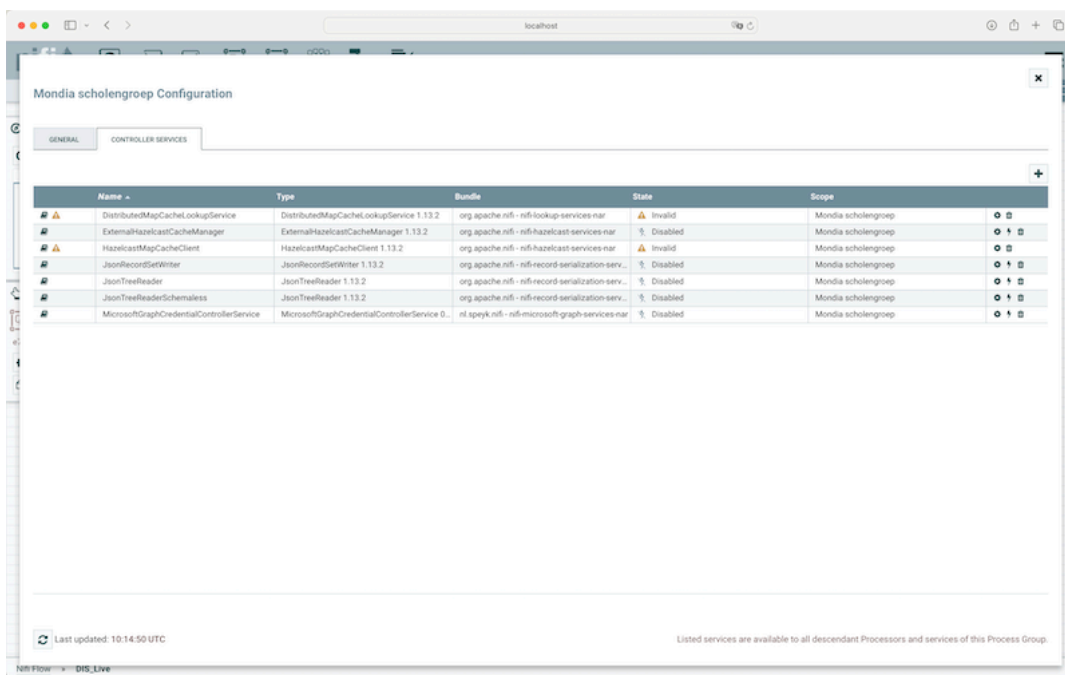 localhost
Mondia scholengroep Configuration
GENERAL
CONTROLLER SERVICES
Name Type Bundle State Scope
DistributedMapCacheLookupService DistributedMapCacheLookupService 1.13.2 org.apache.nifi - nifi-lookup-services-nar Invalid Mondia scholengroep
ExternalHazelcastCacheManager ExternalHazelcastCacheManager 1.13.2 org.apache.nifi - nifi-hazelcast-services-nar Disabled Mondia scholengroep
HazelcastMapCacheClient HazelcastMapCacheClient 1.13.2 org.apache.nifi - nifi-hazelcast-services-nar Invalid Mondia scholengroep
JsonRecordSetWriter JsonRecordSetWriter 1.13.2 org.apache.nifi - nifi-record-serialization-serv... Disabled Mondia scholengroep
JsonTreeReader JsonTreeReader 1.13.2 org.apache.nifi - nifi-record-serialization-serv... Disabled Mondia scholengroep
JsonTreeReaderSchemaless JsonTreeReader 1.13.2 org.apache.nifi - nifi-record-serialization-serv... Disabled Mondia scholengroep
MicrosoftGraphCredentialControllerService MicrosoftGraphCredentialControllerService 0... nl.speyk.nifi - nifi-microsoft-graph-services-nar Disabled Mondia scholengroep
Last updated: 10:14:50 UTC
Listed services are available to all descendant Processors and services of this Process Group.
Nifi Flow » DIS_Live